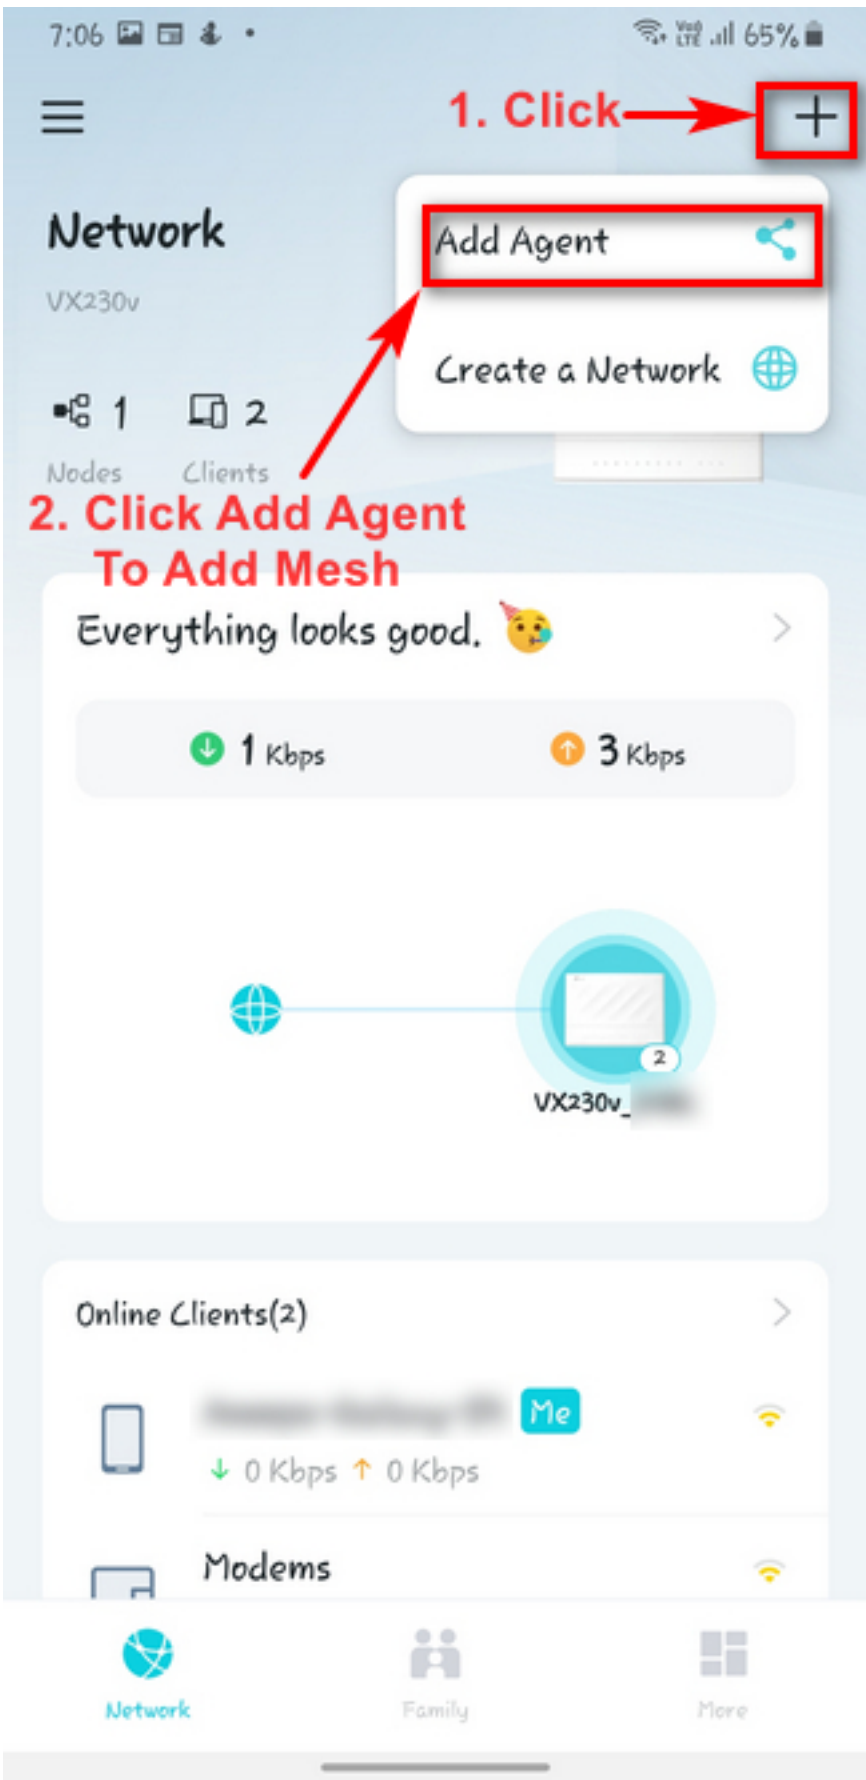 7:06
VoD LTE 65%
1. Click
Network
Add Agent
VX230v
Create a Network
1 2
Nodes Clients
2. Click Add Agent
To Add Mesh
Everything looks good.
1 Kbps 3 Kbps
2
VX230v_
Online Clients(2)
Me
0 Kbps 0 Kbps
Modems
Network Family More